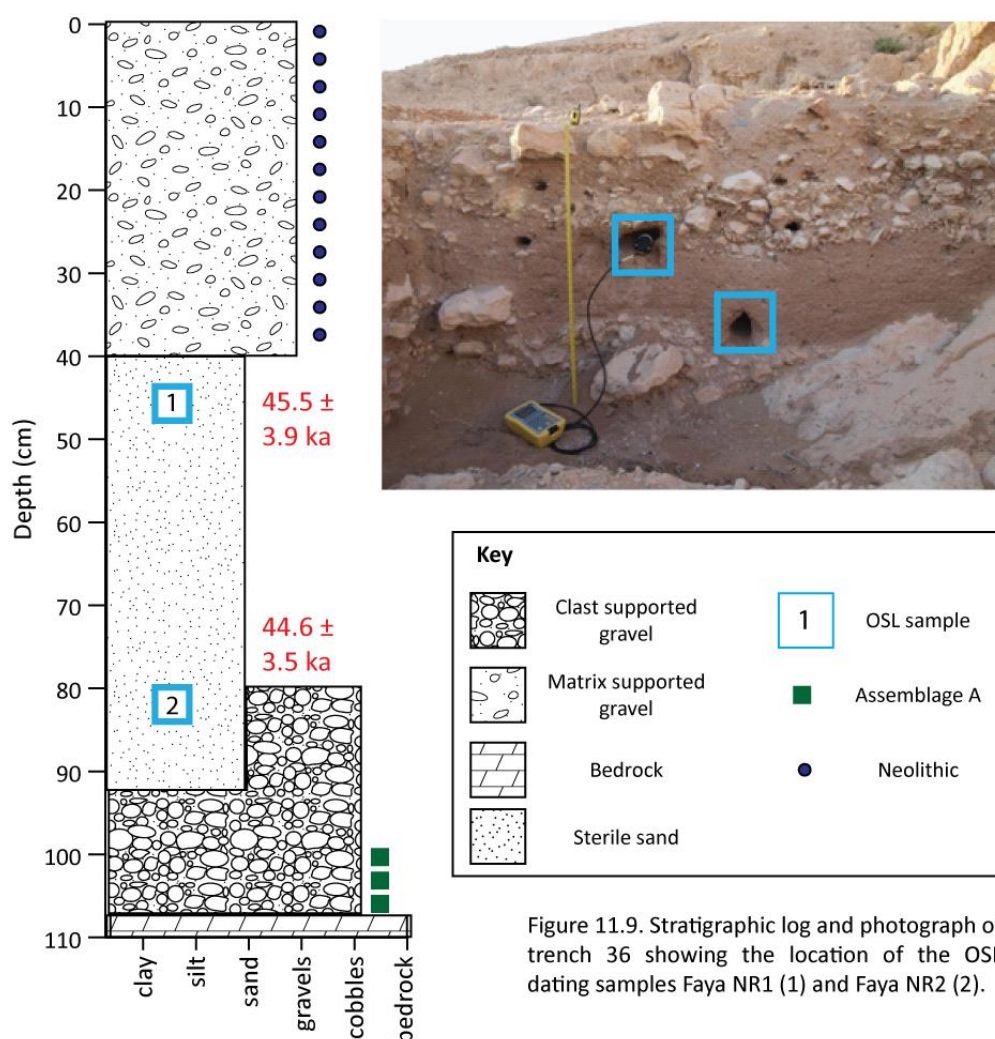 0
10
20
30
40
50
60
70
80
90
100
110
Depth (cm)
1
45.5 ±
3.9 ka
44.6 ±
3.5 ka
2
clay
silt
sand
gravels
cobbles
bedrock
Key
Clast supported
gravel
1
OSL sample
Matrix supported
gravel
Assemblage A
Bedrock
Neolithic
Sterile sand
Figure 11.9. Stratigraphic log and photograph o
trench 36 showing the location of the OSL
dating samples Faya NR1 (1) and Faya NR2 (2).